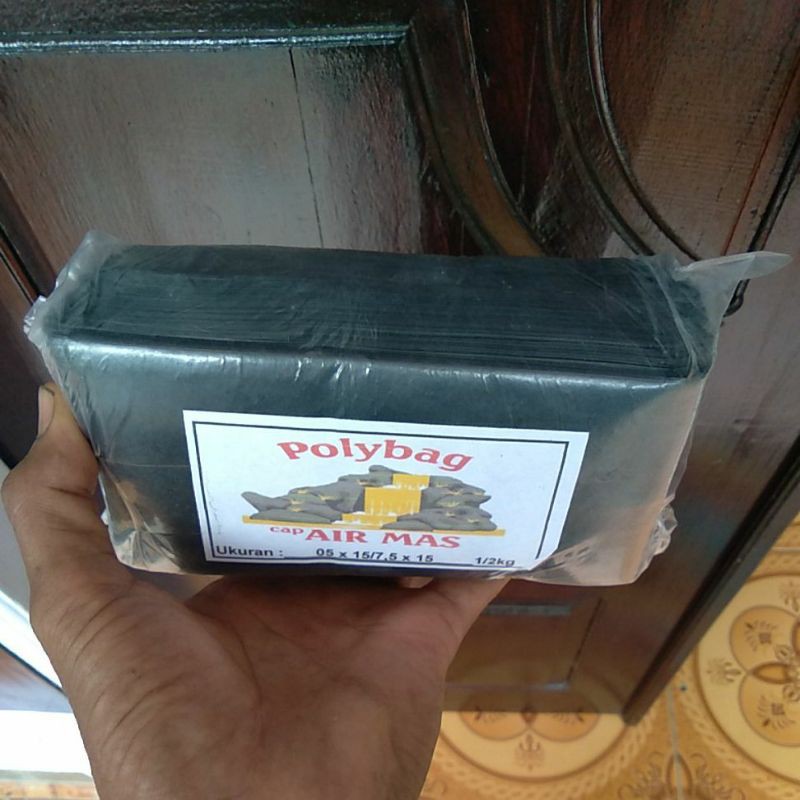 Polybag
cap AIR MAS
Ukuran : 05 x 15/7,5 x 15 1/2kg